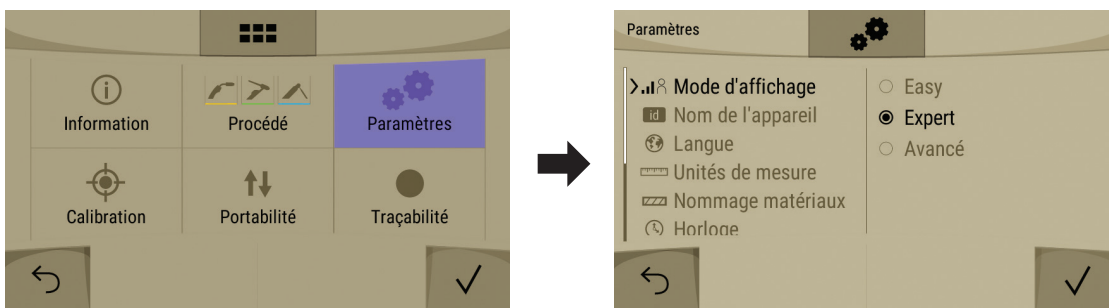 Information
Procédé
Paramètres
Calibration
Portabilité
Traçabilité
Paramètres
Mode d'affichage
id Nom de l'appareil
Langue
Unités de mesure
Nommage matériaux
Horloge
Easy
Expert
Avancé